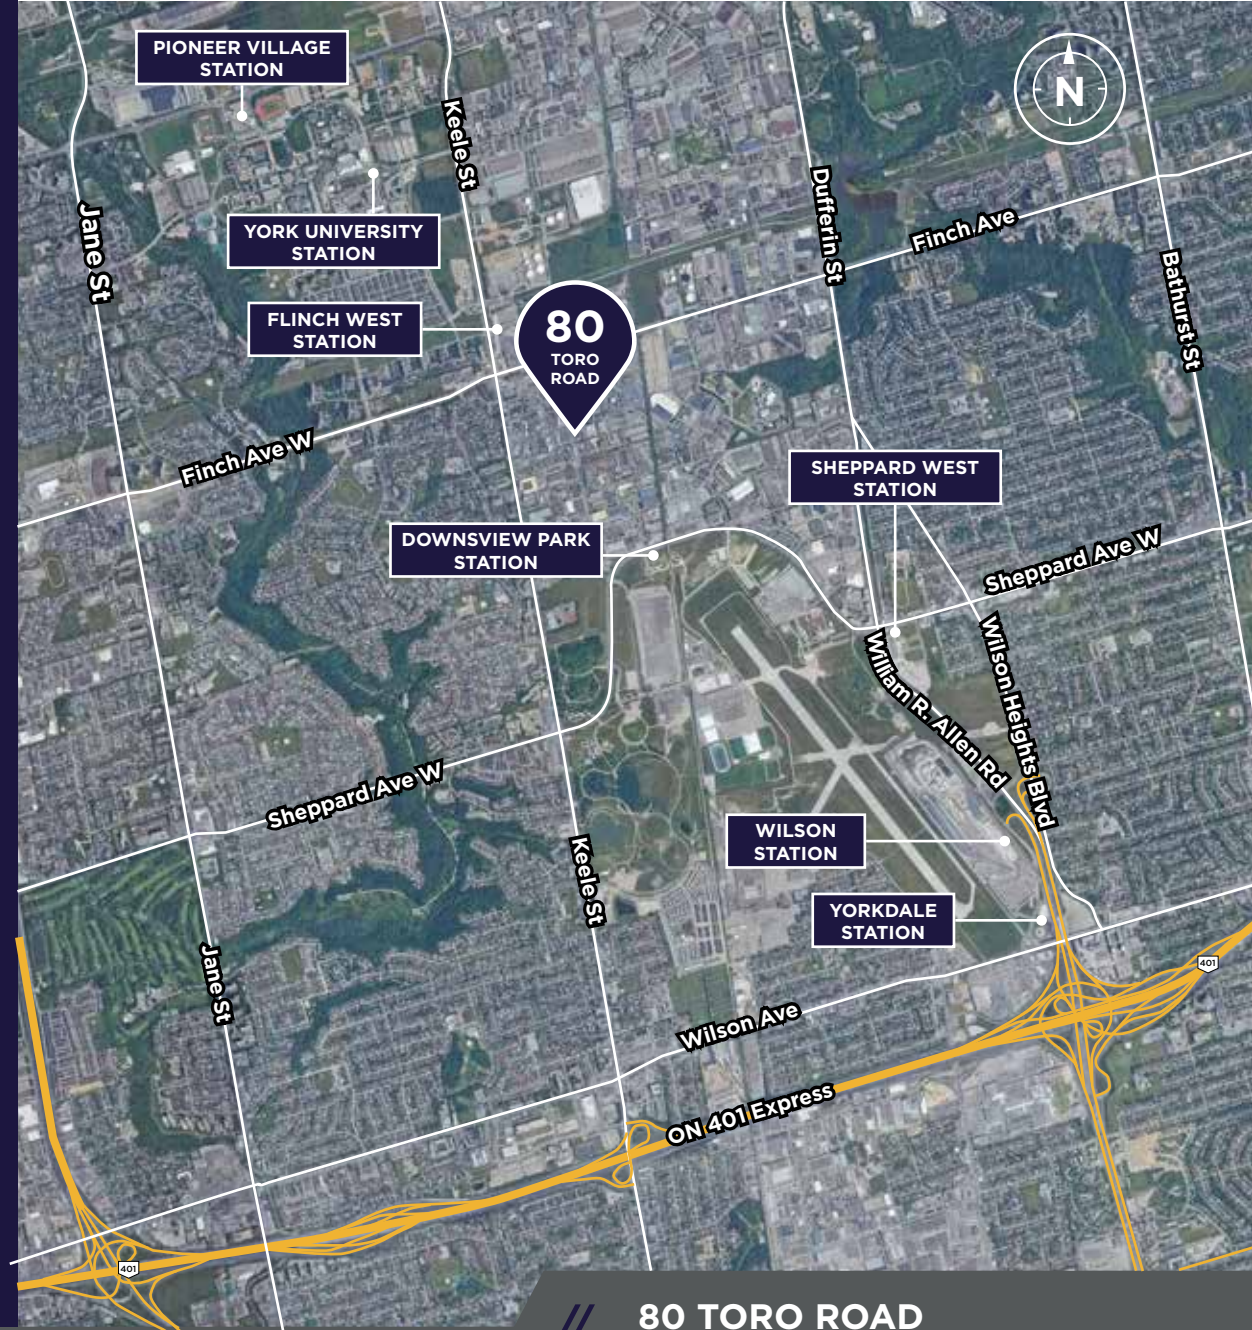 PIONEER VILLAGE
STATION
N
Keele St
Jane St
YORK UNIVERSITY
STATION
Dufferin St
Finch Ave
Bathurst St
FLINCH WEST
STATION
80
TORO
ROAD
Finch Ave W
SHEPPARD WEST
STATION
DOWNSVIEW PARK
STATION
Sheppard Ave W
William R. Allen Rd
Wilson Heights Blvd
Sheppard Ave W
WILSON
STATION
Keele St
YORKDALE
STATION
Jane St
401
Wilson Ave
ON 401 Express
401
// 80 TORO ROAD